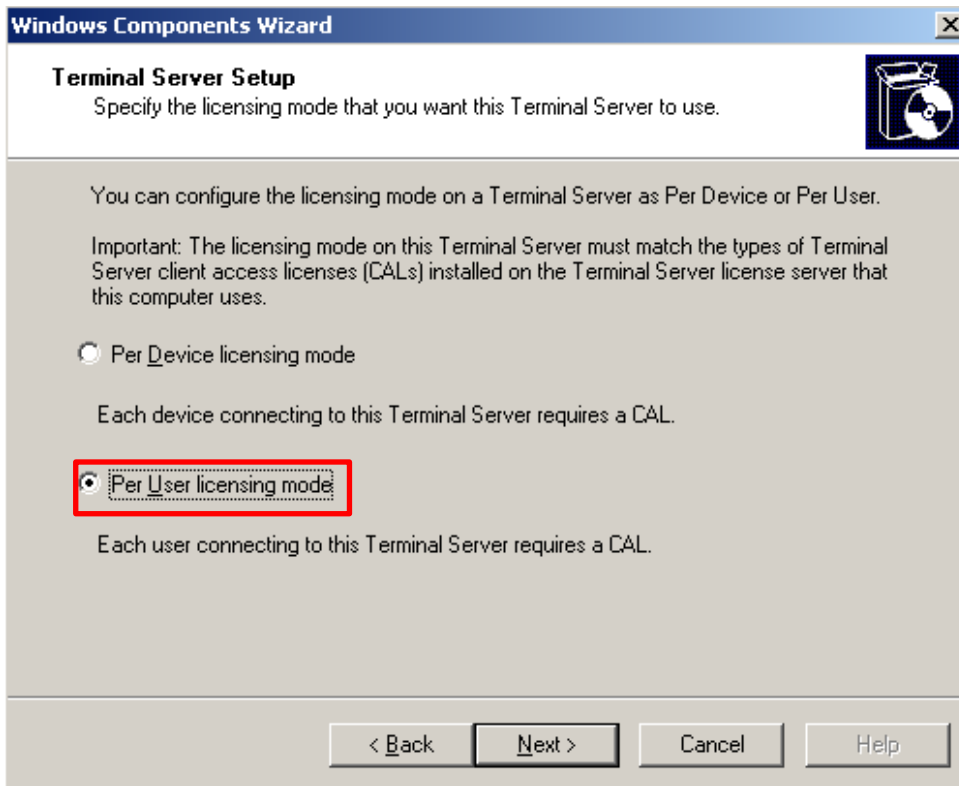 Windows Components Wizard
Terminal Server Setup
Specify the licensing mode that you want this Terminal Server to use.
You can configure the licensing mode on a Terminal Server as Per Device or Per User.
Important: The licensing mode on this Terminal Server must match the types of Terminal
Server client access licenses (CALs) installed on the Terminal Server license server that
this computer uses.
Per Device licensing mode
Each device connecting to this Terminal Server requires a CAL.
Per User licensing mode
Each user connecting to this Terminal Server requires a CAL.
< Back Next > Cancel Help